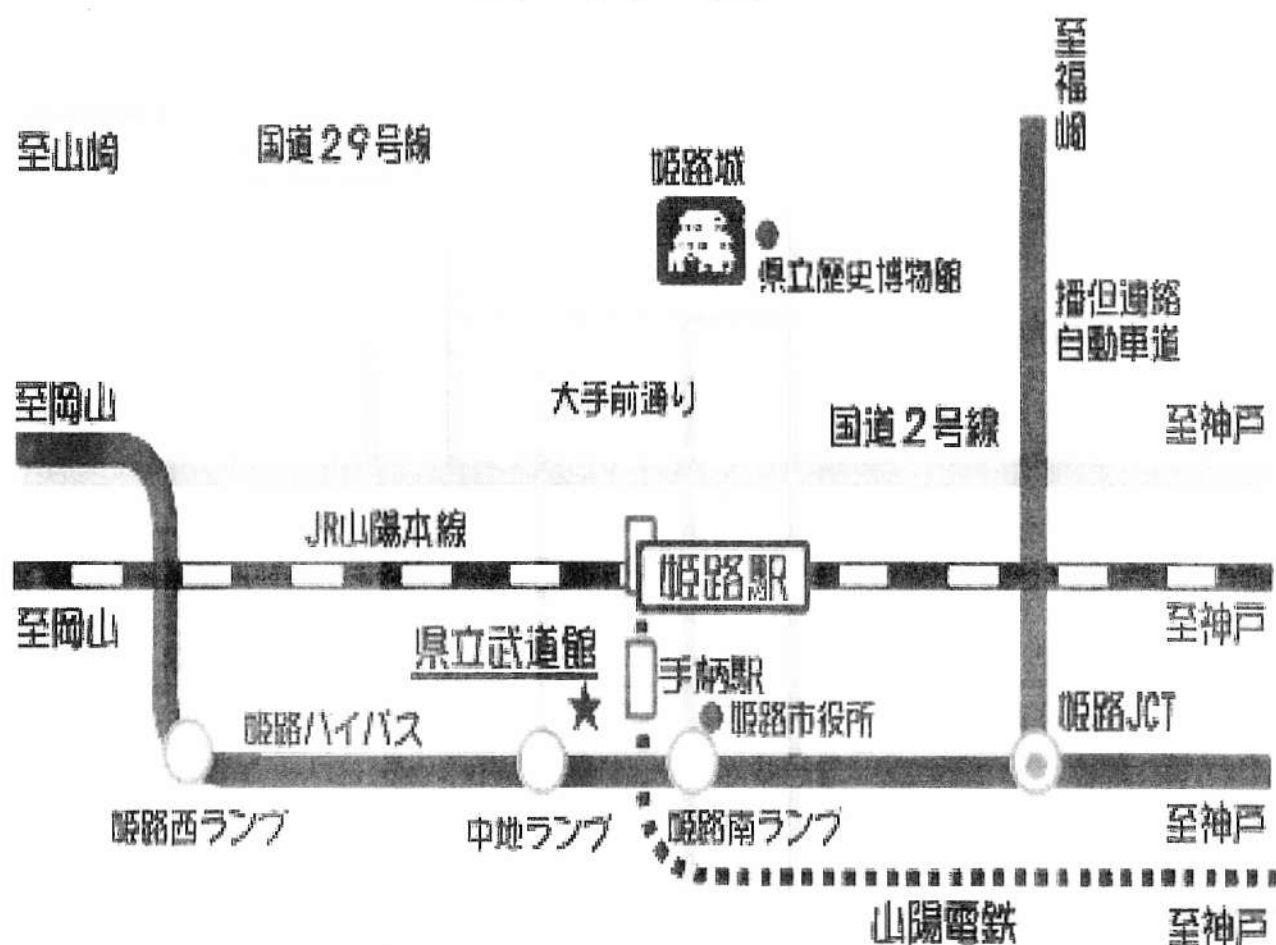 至福崎
至山崎
国道29号線
姫路城
県立歴史博物館
播但連絡
自動車道
至岡山
大手前通り
国道2号線
至神戸
JR山陽本線
姫路駅
至岡山
至神戸
県立武道館
手柄駅
姫路市役所
姫路JCT
姫路バイパス
姫路西ランプ
中地ランプ
姫路南ランプ
至神戸
山陽電鉄
至神戸